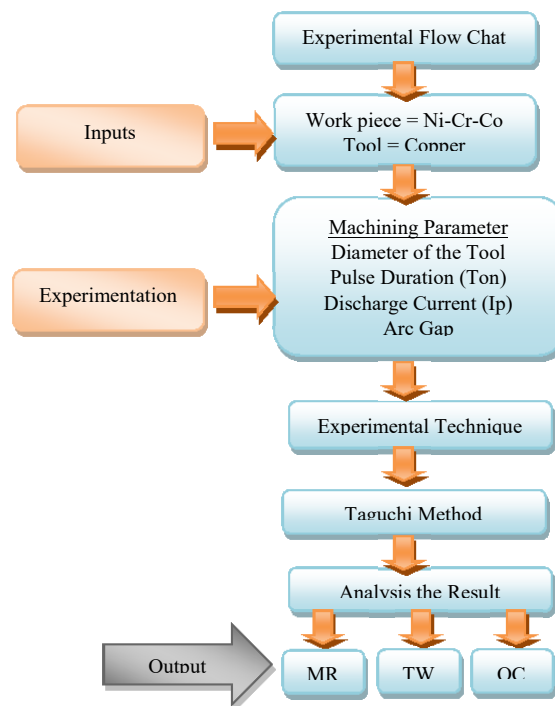 Experimental Flow Chat
Inputs
Work piece = Ni-Cr-Co
Tool = Copper
Machining Parameter
Diameter of the Tool
Pulse Duration (Ton)
Experimentation
Discharge Current (Ip)
Arc Gap
Experimental Technique
Taguchi Method
Analysis the Result
Output
MR
TW
OC